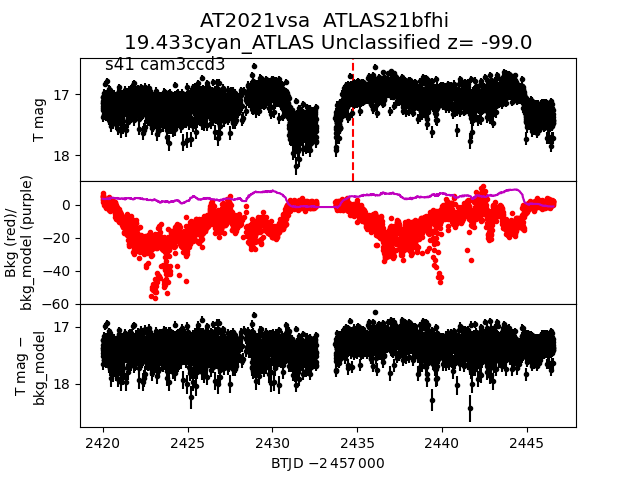 AT2021vsa  ATLAS21bfhi
19.433cyan_ATLAS Unclassified z= -99.0
s41 cam3ccd3
T mag
17
18
Bkg (red)/
bkg_model (purple)
0
−20
−40
−60
T mag −
bkg_model
17
18
2420
2425
2430
2435
2440
2445
BTJD −2 457 000